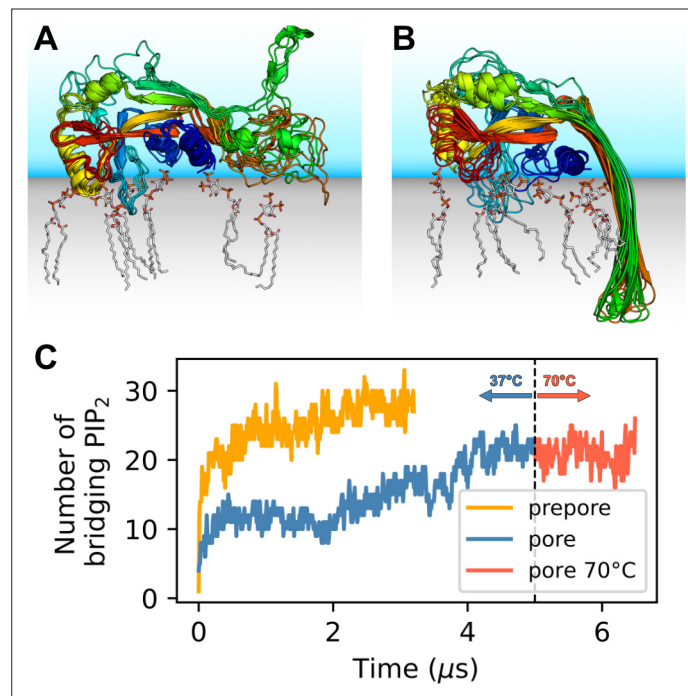 A
B
C
Number of
bridging PIP2
30
20
10
0
37°C
70°C
prepore
pore
pore 70°C
0
2
4
6
Time (µs)